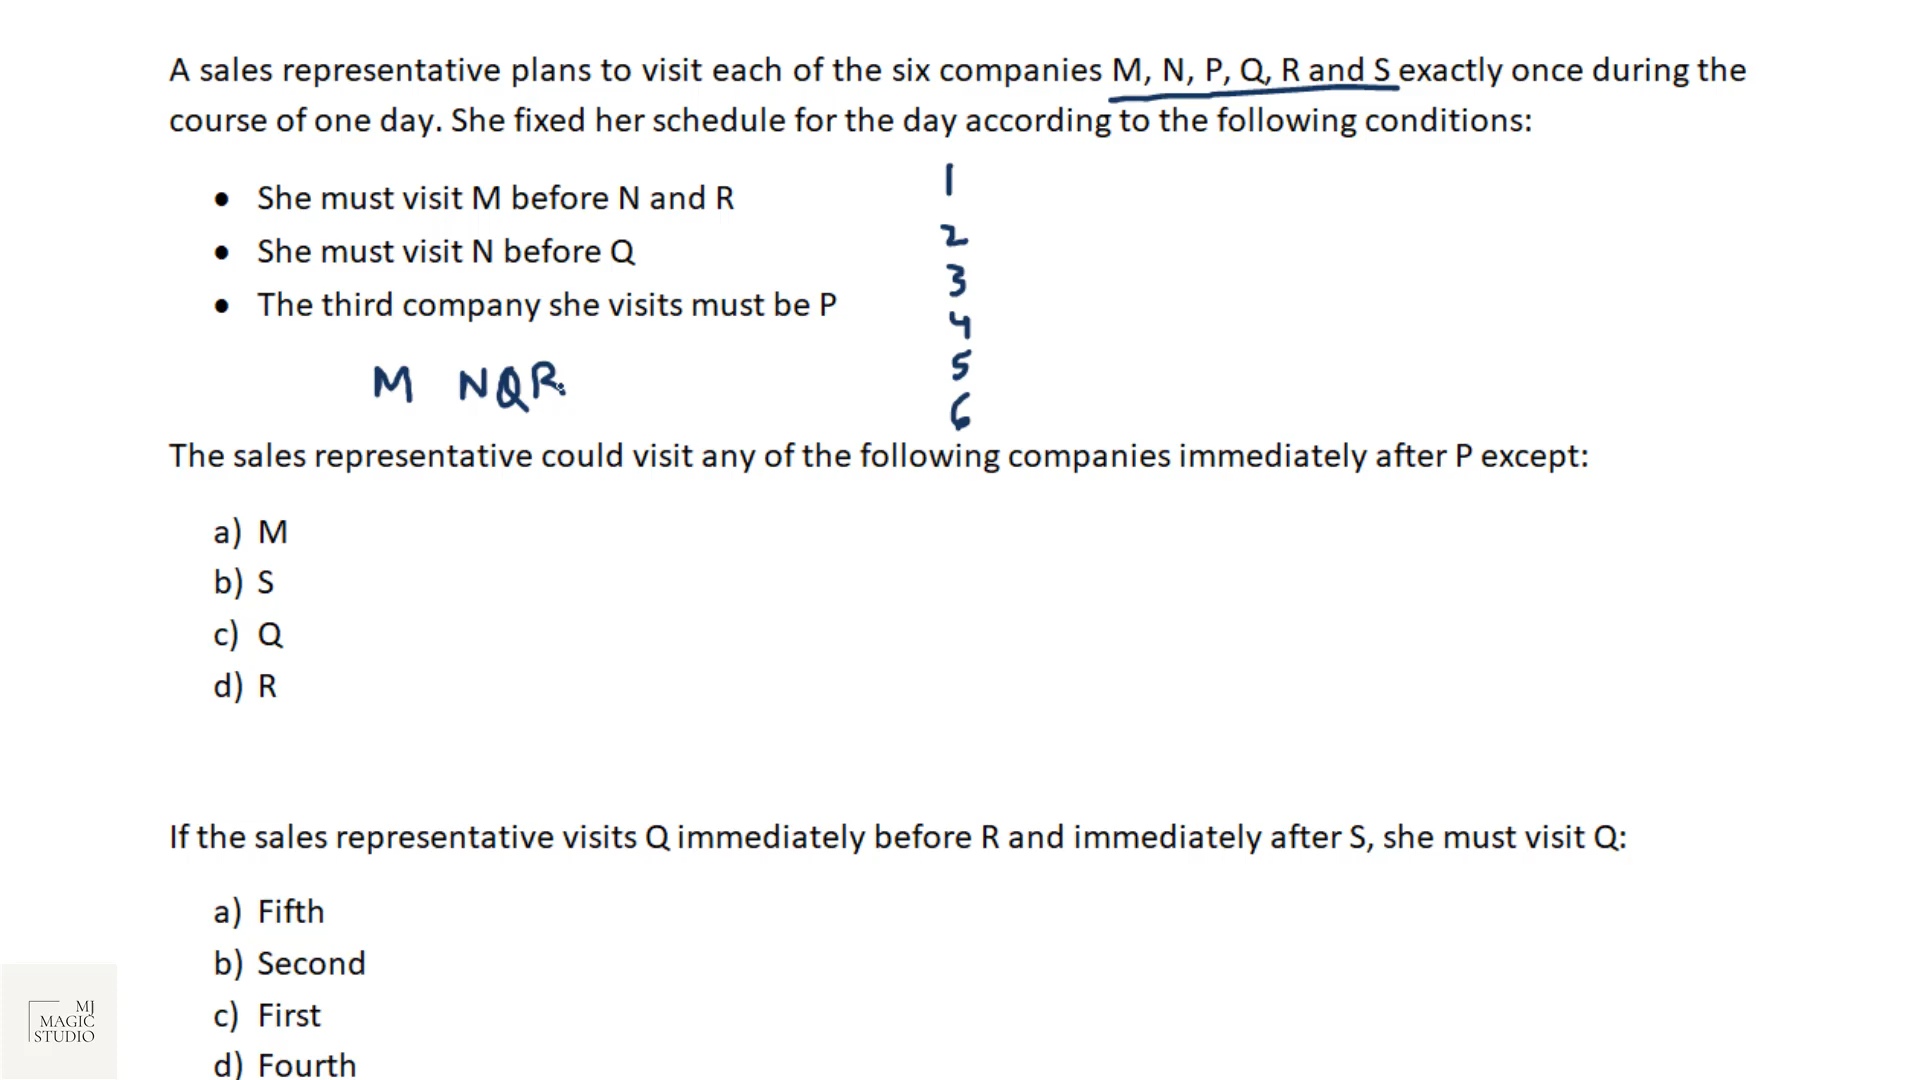 A sales representative plans to visit each of the six companies M, N, P, Q, R and S exactly once during the
course of one day. She fixed her schedule for the day according to the following conditions:
1
• She must visit M before N and R
2
• She must visit N before Q
3
• The third company she visits must be P
4
5
M NQR
6
The sales representative could visit any of the following companies immediately after P except:
a) M
b) S
c) Q
d) R
If the sales representative visits Q immediately before R and immediately after S, she must visit Q:
a) Fifth
b) Second
c) First
d) Fourth
MJ
MAGIC
STUDIO